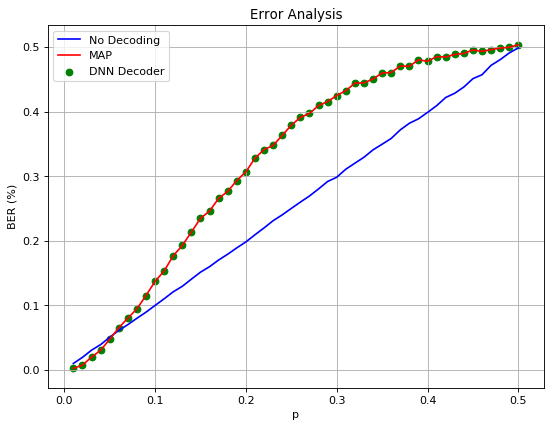 Error Analysis
No Decoding
MAP
DNN Decoder
BER (%)
0.5
0.4
0.3
0.2
0.1
0.0
0.0 0.1 0.2 0.3 0.4 0.5
p